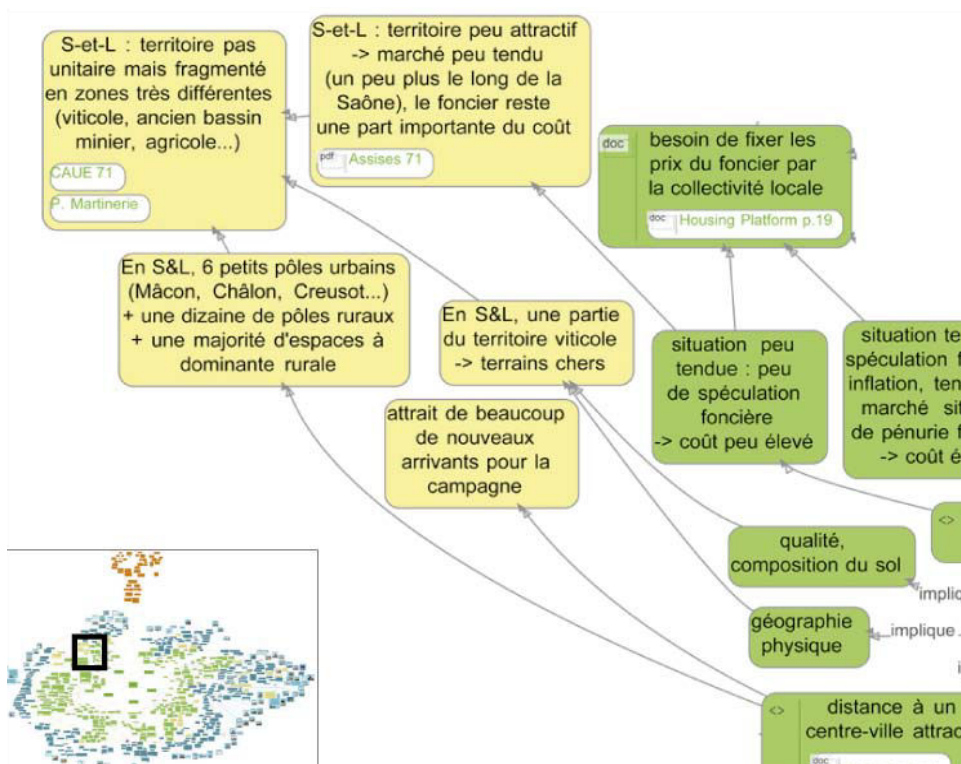 S-et-L : territoire pas
unitaire mais fragmenté
en zones très différentes
(viticole, ancien bassin
minier, agricole...)
CAUE 71
P. Martinerie
S-et-L : territoire peu attractif
-> marché peu tendu
(un peu plus le long de la
Saône), le foncier reste
une part importante du coût
pdf
Assises 71
doc
besoin de fixer les
prix du foncier par
la collectivité locale
doc
Housing Platform p.19
En S&L, 6 petits pôles urbains
(Mâcon, Châlon, Creusot...)
+ une dizaine de pôles ruraux
+ une majorité d'espaces à
dominante rurale
En S&L, une partie
du territoire viticole
-> terrains chers
situation peu
tendue : peu
de spéculation
foncière
-> coût peu élevé
situation te
spéculation f
inflation, ten
marché sit
de pénurie f
-> coût é
attrait de beaucoup
de nouveaux
arrivants pour la
campagne
<>
qualité,
composition du sol
impliq
géographie
physique
implique
i
<>
distance à un
centre-ville attrac
doc